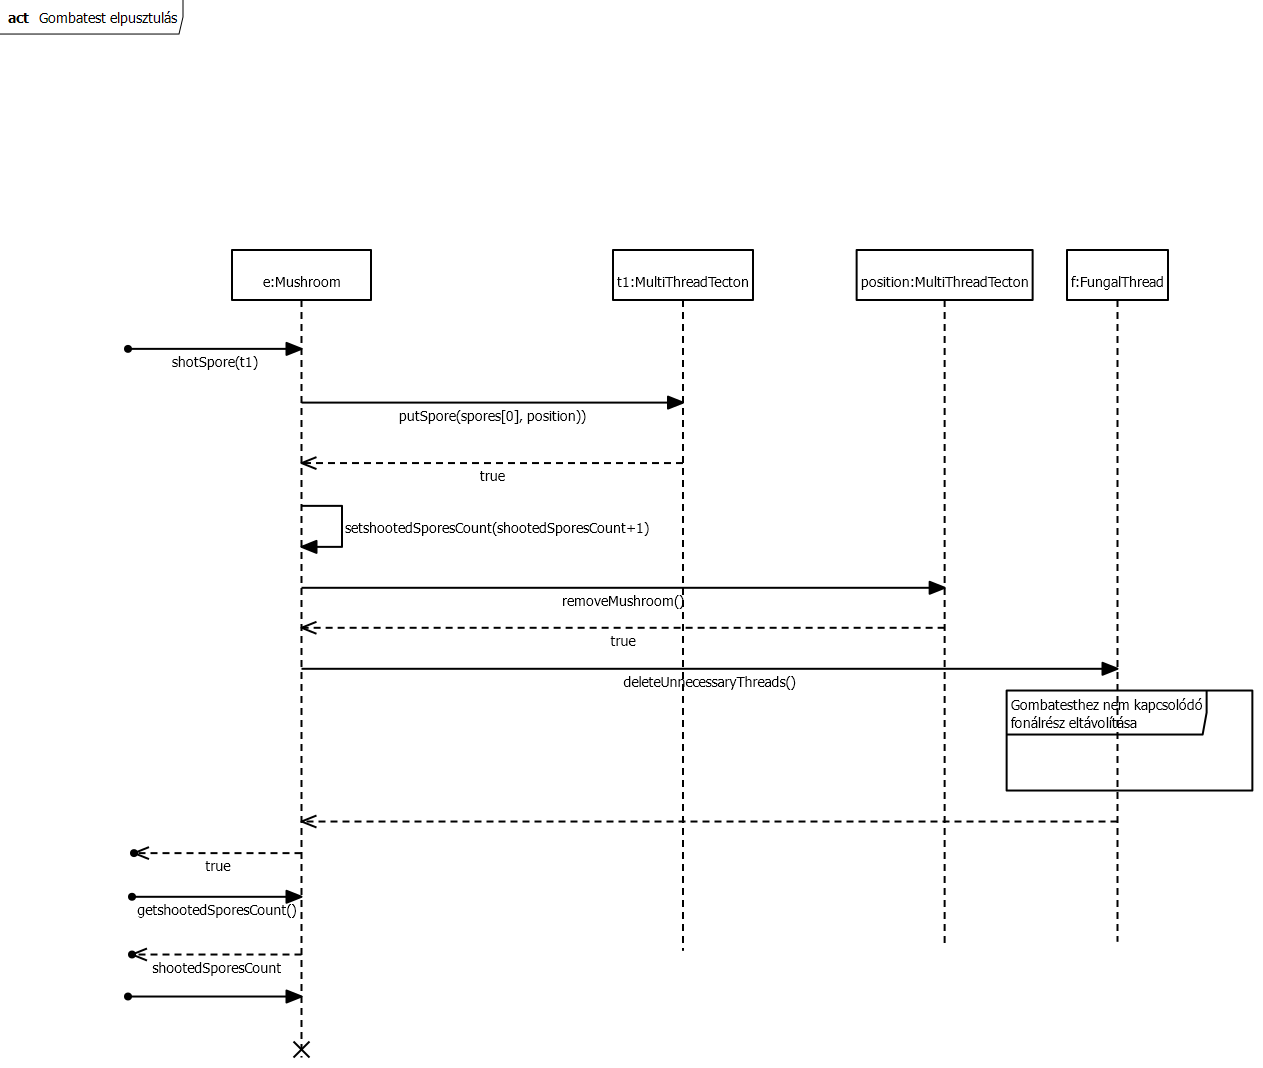 act Gombatest elpusztulás
e:Mushroom
t1:MultiThreadTecton
position:MultiThreadTecton
f:FungalThread
shotSpore(t1)
putSpore(spores[0], position))
true
setshootedSporesCount(shootedSporesCount+1)
removeMushroom()
true
deleteUnnecessaryThreads()
Gombatesthez nem kapcsolódó
fonálrész eltávolítása
true
getshootedSporesCount()
shootedSporesCount